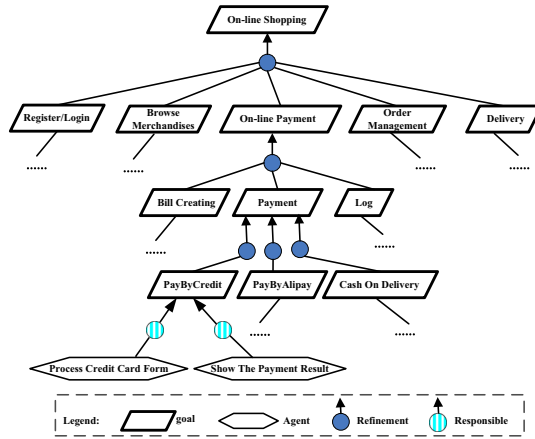 On-line Shopping
Register/Login
Browse
Merchandises
On-line Payment
Order
Management
Delivery
......
......
......
......
Bill Creating
Payment
Log
......
......
PayByCredit
PayByAlipay
Cash On Delivery
......
......
Process Credit Card Form
Show The Payment Result
Legend:
goal
Agent
Refinement
Responsible